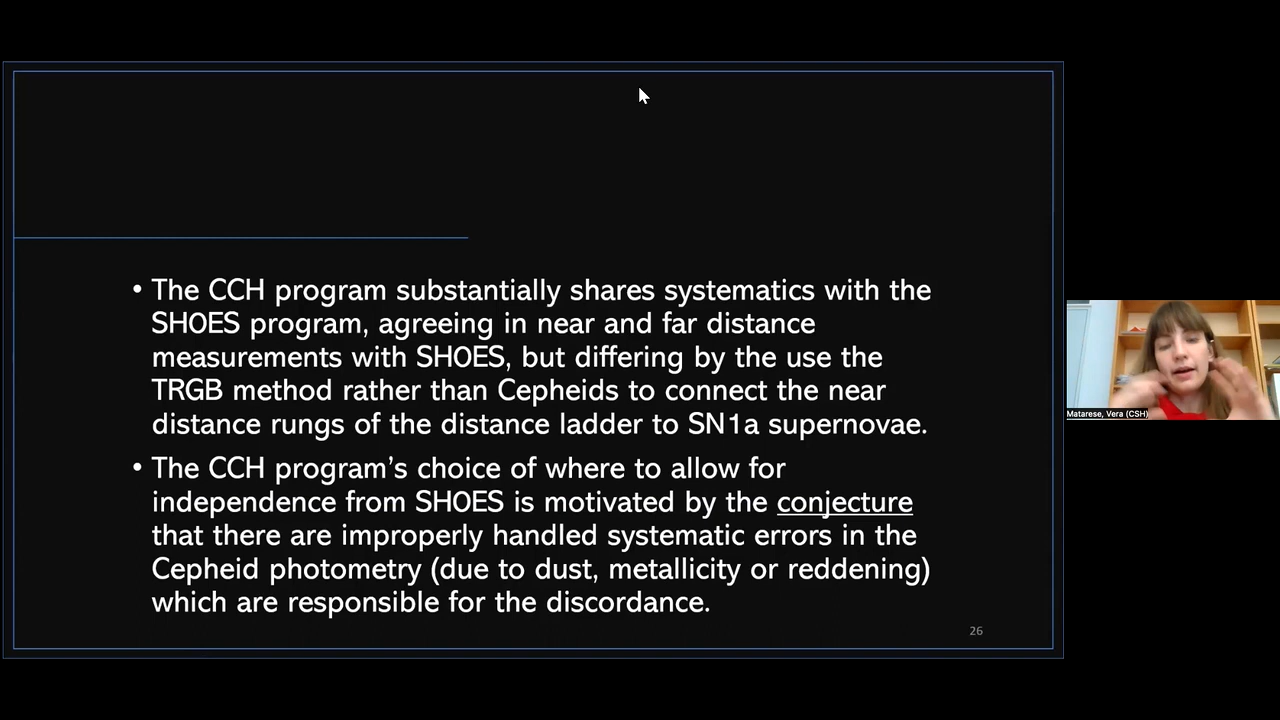 • The CCH program substantially shares systematics with the
SH0ES program, agreeing in near and far distance
measurements with SH0ES, but differing by the use the
TRGB method rather than Cepheids to connect the near
distance rungs of the distance ladder to SN1a supernovae.
• The CCH program’s choice of where to allow for
independence from SH0ES is motivated by the conjecture
that there are improperly handled systematic errors in the
Cepheid photometry (due to dust, metallicity or reddening)
which are responsible for the discordance.
26
Matarese, Vera (CSH)